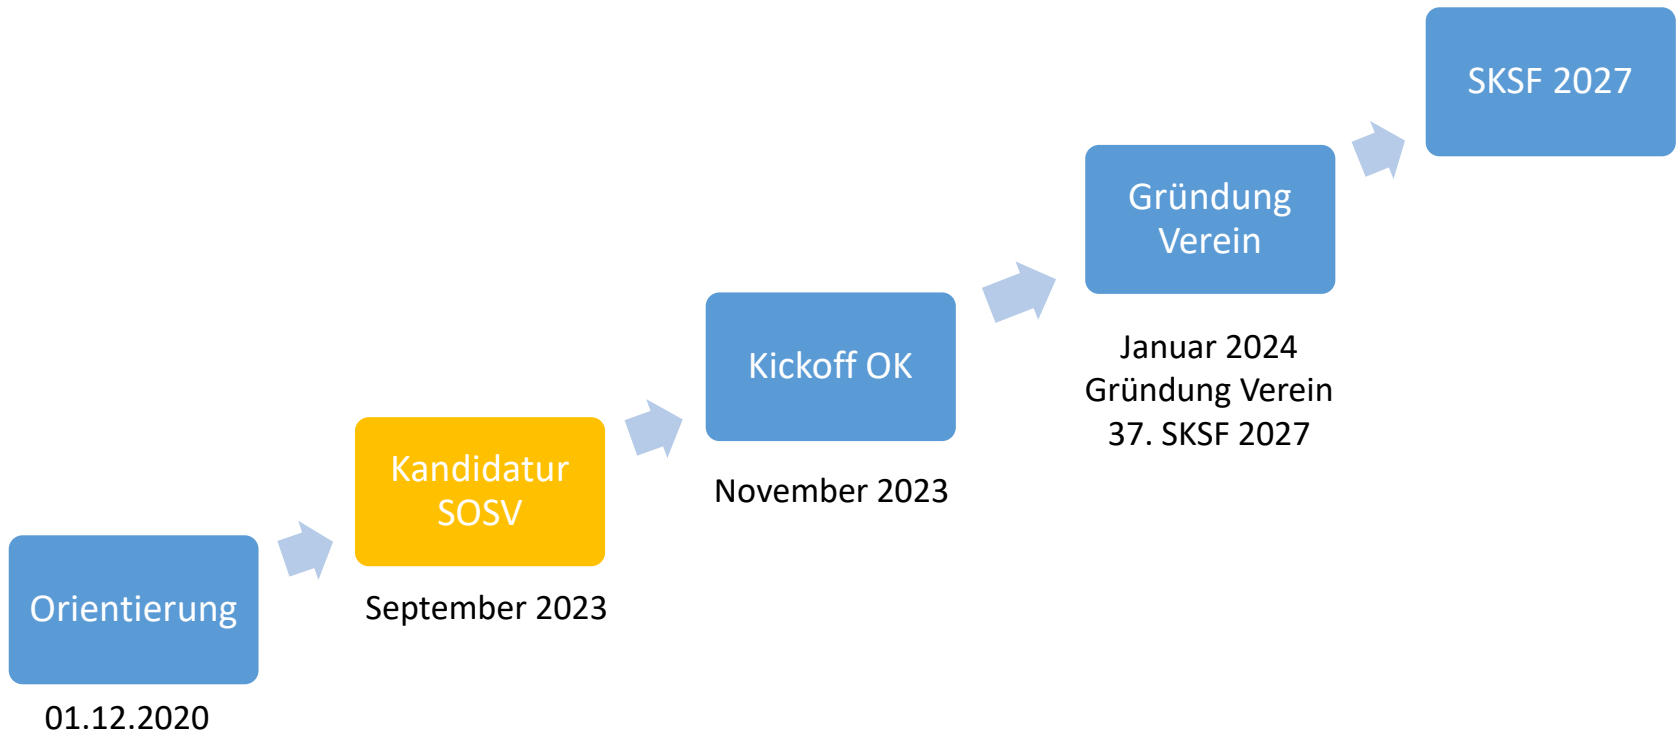 Orientierung
01.12.2020
Kandidatur
SOSV
September 2023
Kickoff OK
November 2023
Gründung
Verein
Januar 2024
Gründung Verein
37. SKSF 2027
SKSF 2027